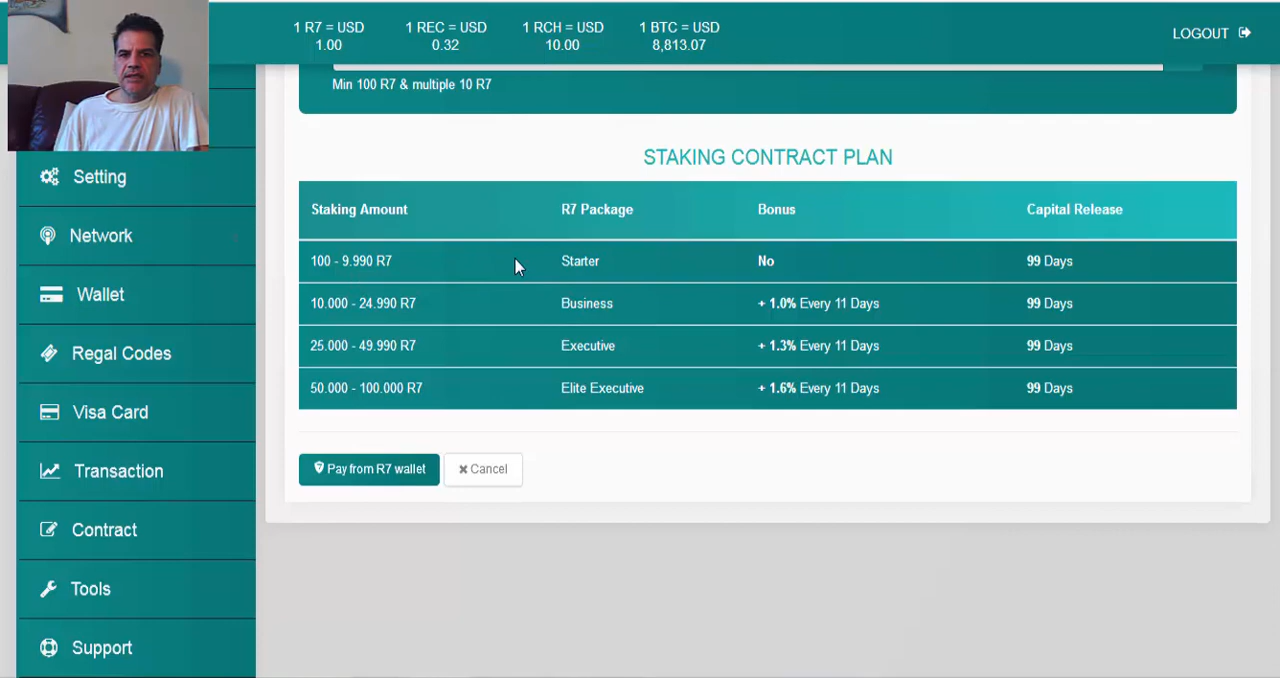 1 R7 = USD
1.00
1 REC = USD
0.32
1 RCH = USD
10.00
1 BTC = USD
8,813.07
LOGOUT
Min 100 R7 & multiple 10 R7
Setting
Network
Wallet
Regal Codes
Visa Card
Transaction
Contract
Tools
Support
STAKING CONTRACT PLAN
Staking Amount R7 Package Bonus Capital Release
100 - 9.990 R7 Starter No 99 Days
10.000 - 24.990 R7 Business + 1.0% Every 11 Days 99 Days
25.000 - 49.990 R7 Executive + 1.3% Every 11 Days 99 Days
50.000 - 100.000 R7 Elite Executive + 1.6% Every 11 Days 99 Days
Pay from R7 wallet
Cancel